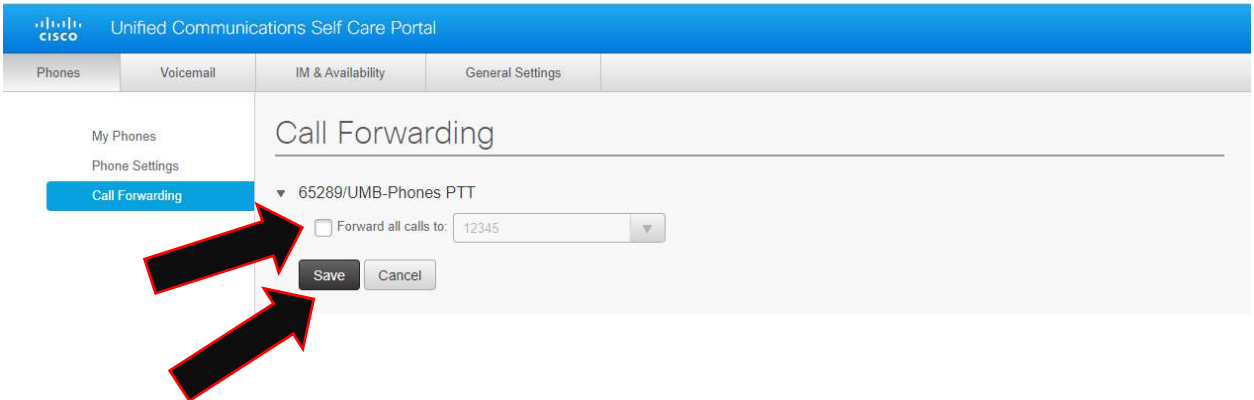 cisco Unified Communications Self Care Portal
Phones Voicemail IM & Availability General Settings
My Phones
Phone Settings
Call Forwarding
Call Forwarding
65289/UMB-Phones PTT
Forward all calls to: 12345
Save Cancel